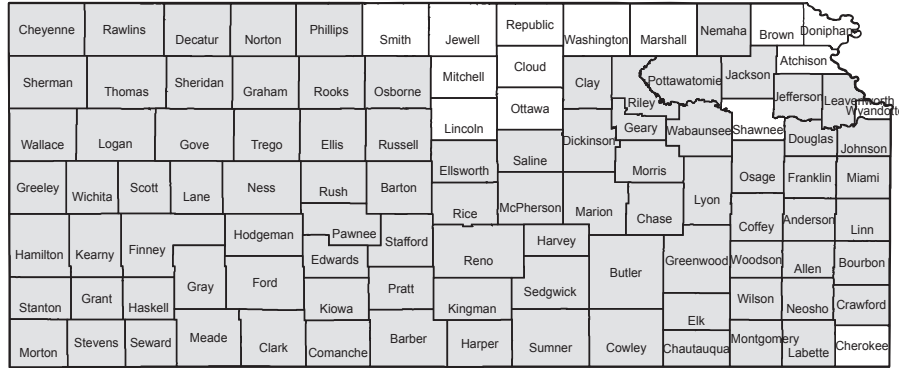 Cheyenne Rawlins Decatur Norton Phillips Smith Jewell Republic Washington Marshall Nemaha Brown Doniphan
Atchison
Sherman Thomas Sheridan Graham Rooks Osborne Mitchell Cloud Clay Riley Pottawatomie Jackson Jefferson Leavenworth
Wyandotte
Wallace Logan Gove Trego Ellis Russell Lincoln Ottawa Dickinson Geary Wabaunsee Shawnee Douglas Johnson
Greeley Wichita Scott Lane Ness Rush Barton Ellsworth Saline Morris Osage Franklin Miami
Rice McPherson Marion Chase Lyon Coffey Anderson Linn
Hamilton Kearny Finney Hodgeman Pawnee Stafford Reno Harvey
Edwards Butler Greenwood Woodson Allen Bourbon
Stanton Grant Haskell Gray Ford Kiowa Pratt Kingman Sedgwick Elk Wilson Neosho Crawford
Morton Stevens Seward Meade Clark Comanche Barber Harper Sumner Cowley Chautauqua Montgomery Labette Cherokee